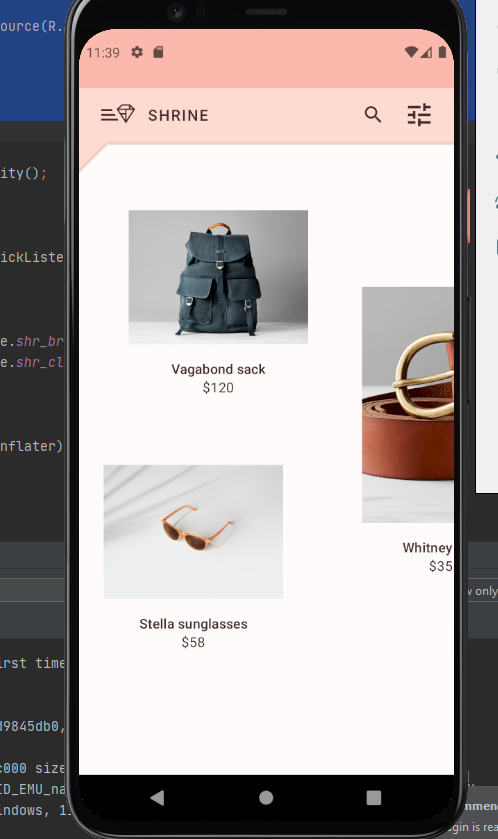 ource(R.
11:39
SHRINE
ity();
ickListe
Vagabond sack
$120
e.shr_br
e.shr_cl
nflater)
Whitney
$35
Stella sunglasses
$58
only
irst time
d9845db0,
c000 size
ID_EMU_na
indows, 11
mmen
gin is rea